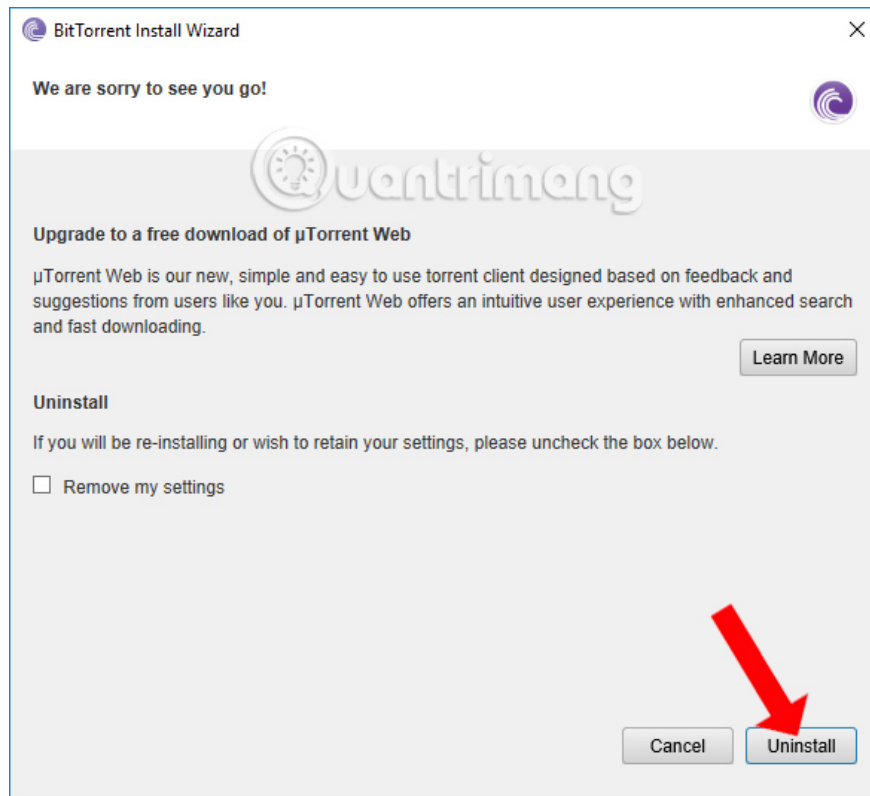 BitTorrent Install Wizard
We are sorry to see you go!
Quantrimang
Upgrade to a free download of µTorrent Web
µTorrent Web is our new, simple and easy to use torrent client designed based on feedback and
suggestions from users like you. µTorrent Web offers an intuitive user experience with enhanced search
and fast downloading.
Learn More
Uninstall
If you will be re-installing or wish to retain your settings, please uncheck the box below.
Remove my settings
Cancel Uninstall